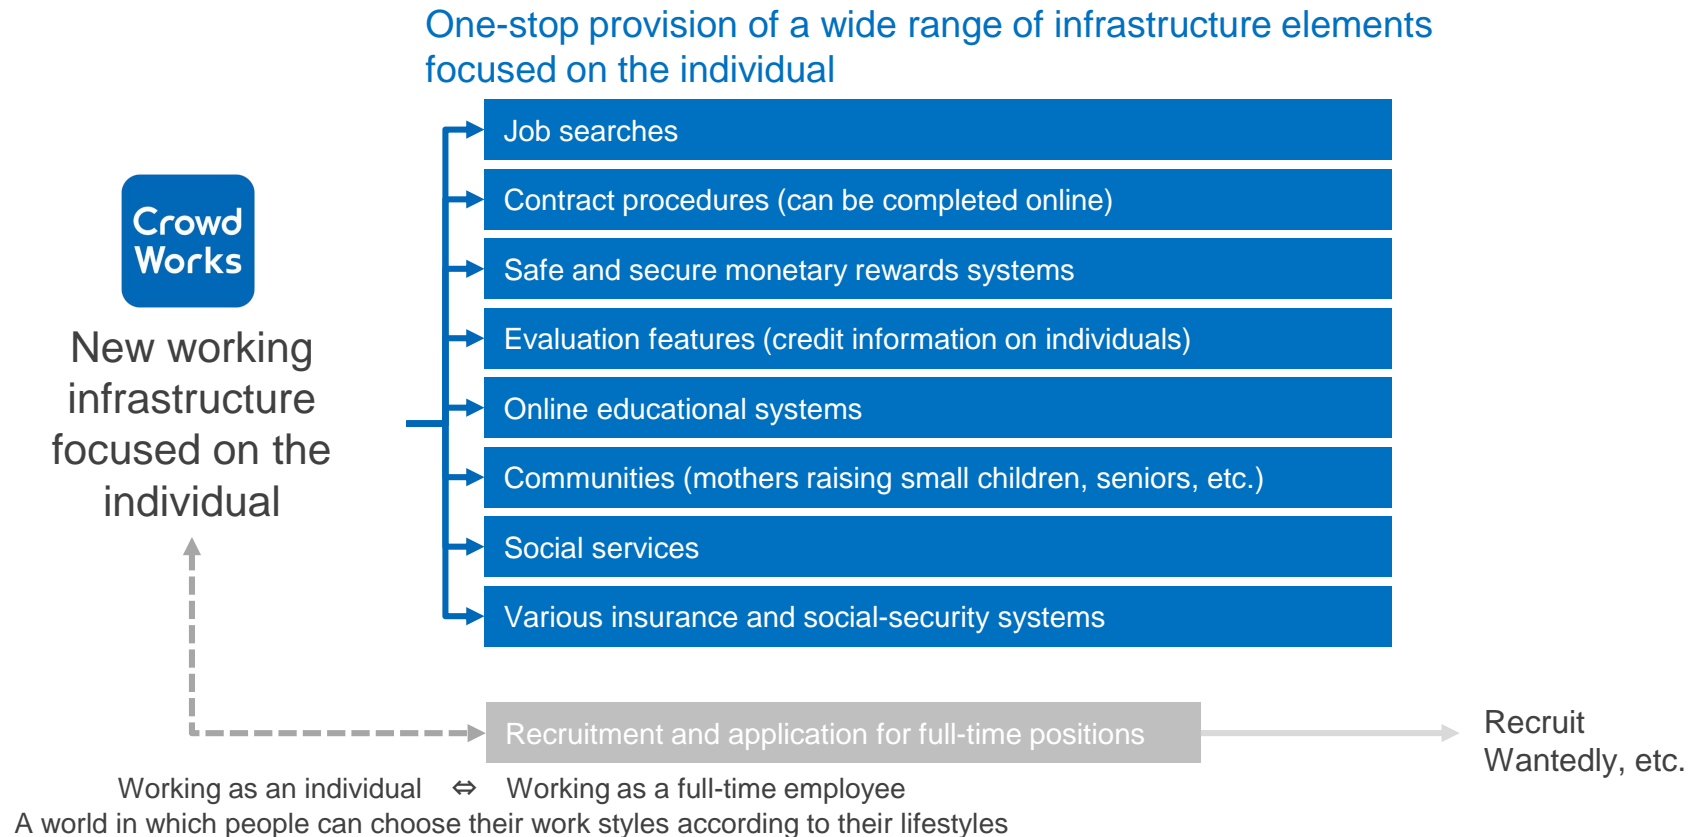 One-stop provision of a wide range of infrastructure elements
focused on the individual
Job searches
Contract procedures (can be completed online)
Safe and secure monetary rewards systems
Evaluation features (credit information on individuals)
Online educational systems
Communities (mothers raising small children, seniors, etc.)
Social services
Various insurance and social-security systems
Crowd
Works
New working
infrastructure
focused on the
individual
Recruitment and application for full-time positions
Recruit
Wantedly, etc.
Working as an individual ⇔ Working as a full-time employee
A world in which people can choose their work styles according to their lifestyles